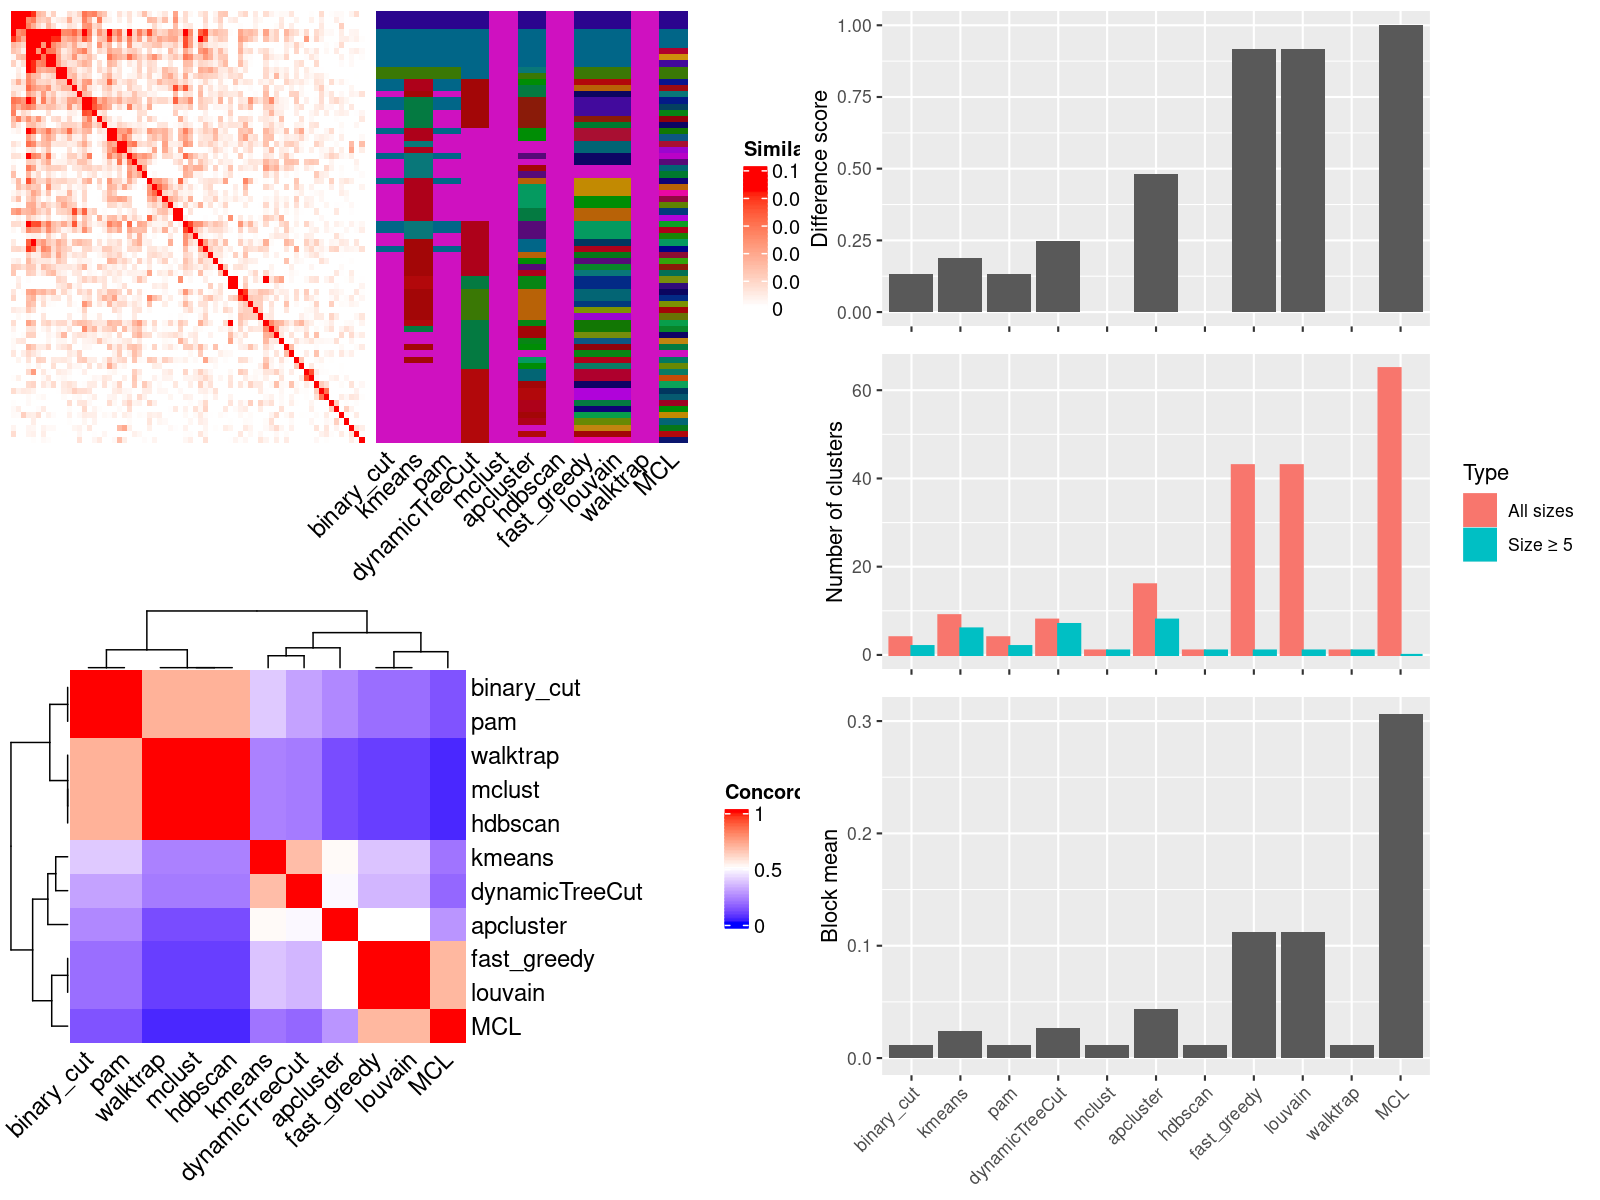 Simila
0.1
0.0
0.0
0.0
0.0
0
binary_cut
kmeans
pam
dynamicTreeCut
mclust
apcluster
hdbscan
fast_greedy
louvain
walktrap
MCL
binary_cut
pam
walktrap
mclust
hdbscan
kmeans
dynamicTreeCut
apcluster
fast_greedy
louvain
MCL
Concord
1
0.5
0
binary_cut
pam
walktrap
mclust
hdbscan
kmeans
dynamicTreeCut
apcluster
fast_greedy
louvain
MCL
Difference score
1.00
0.75
0.50
0.25
0.00
Number of clusters
60
40
20
0
Type
All sizes
Size ≥ 5
Block mean
0.3
0.2
0.1
0.0
binary_cut
kmeans
pam
dynamicTreeCut
mclust
apcluster
hdbscan
fast_greedy
louvain
walktrap
MCL